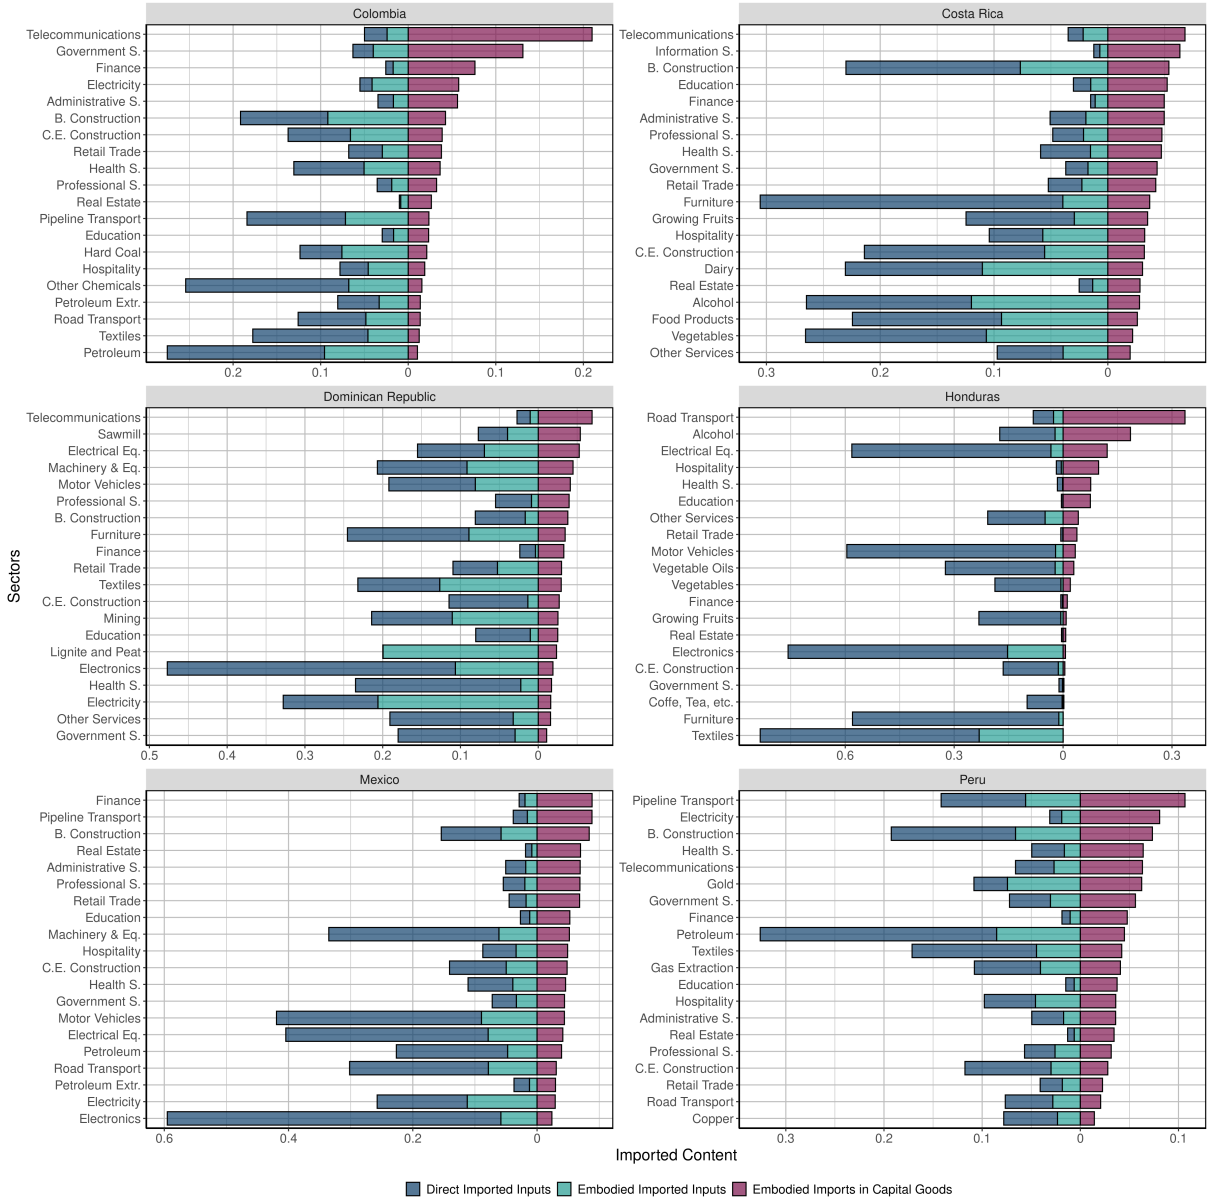 Colombia
Telecommunications
Government S.
Finance
Electricity
Administrative S.
B. Construction
C.E. Construction
Retail Trade
Health S.
Professional S.
Real Estate
Pipeline Transport
Education
Hard Coal
Hospitality
Other Chemicals
Petroleum Extr.
Road Transport
Textiles
Petroleum
0.2 0.1 0 0.1 0.2
Costa Rica
Telecommunications
Information S.
B. Construction
Education
Finance
Administrative S.
Professional S.
Health S.
Government S.
Retail Trade
Furniture
Growing Fruits
Hospitality
C.E. Construction
Dairy
Real Estate
Alcohol
Food Products
Vegetables
Other Services
0.3 0.2 0.1 0
Dominican Republic
Telecommunications
Sawmill
Electrical Eq.
Machinery & Eq.
Motor Vehicles
Professional S.
B. Construction
Furniture
Finance
Retail Trade
Textiles
C.E. Construction
Mining
Education
Lignite and Peat
Electronics
Health S.
Electricity
Other Services
Government S.
0.5 0.4 0.3 0.2 0.1 0
Honduras
Road Transport
Alcohol
Electrical Eq.
Hospitality
Health S.
Education
Other Services
Retail Trade
Motor Vehicles
Vegetable Oils
Vegetables
Finance
Growing Fruits
Real Estate
Electronics
C.E. Construction
Government S.
Coffe, Tea, etc.
Furniture
Textiles
0.6 0.3 0 0.3
Mexico
Finance
Pipeline Transport
B. Construction
Real Estate
Administrative S.
Professional S.
Retail Trade
Education
Machinery & Eq.
Hospitality
C.E. Construction
Health S.
Government S.
Motor Vehicles
Electrical Eq.
Petroleum
Road Transport
Petroleum Extr.
Electricity
Electronics
0.6 0.4 0.2 0
Peru
Pipeline Transport
Electricity
B. Construction
Health S.
Telecommunications
Gold
Government S.
Finance
Petroleum
Textiles
Gas Extraction
Education
Hospitality
Administrative S.
Real Estate
Professional S.
C.E. Construction
Retail Trade
Road Transport
Copper
0.3 0.2 0.1 0 0.1
Sectors
Imported Content
Direct Imported Inputs Embodied Imported Inputs Embodied Imports in Capital Goods